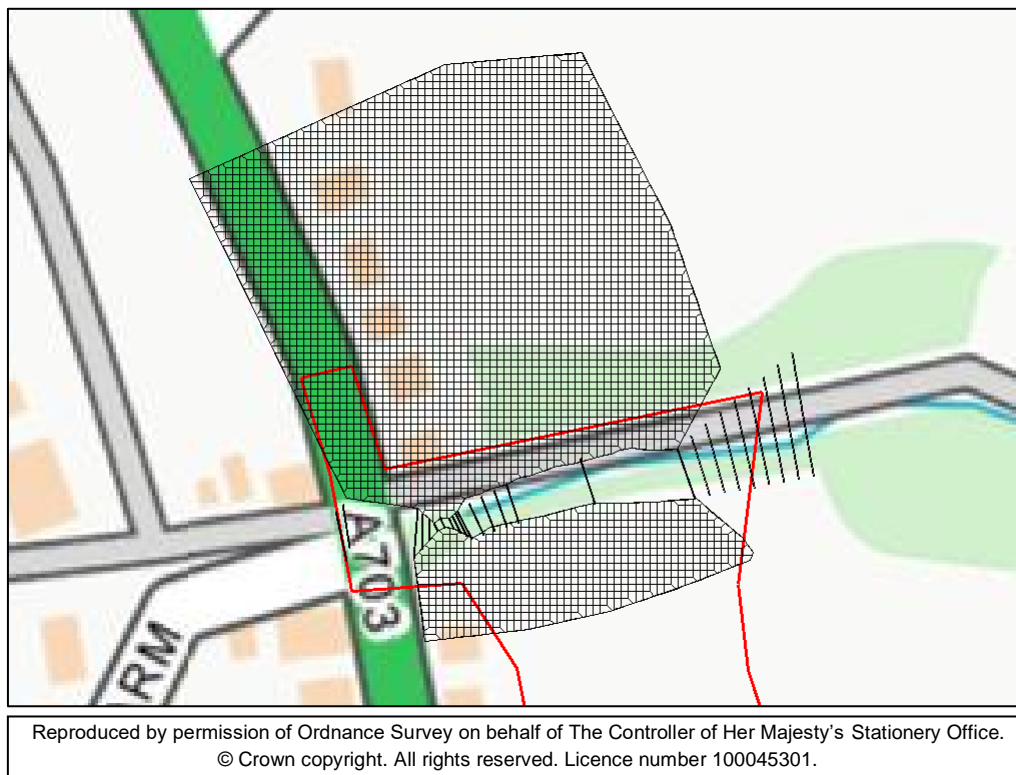 A703
ARM
Reproduced by permission of Ordnance Survey on behalf of The Controller of Her Majesty's Stationery Office.
© Crown copyright. All rights reserved. Licence number 100045301.